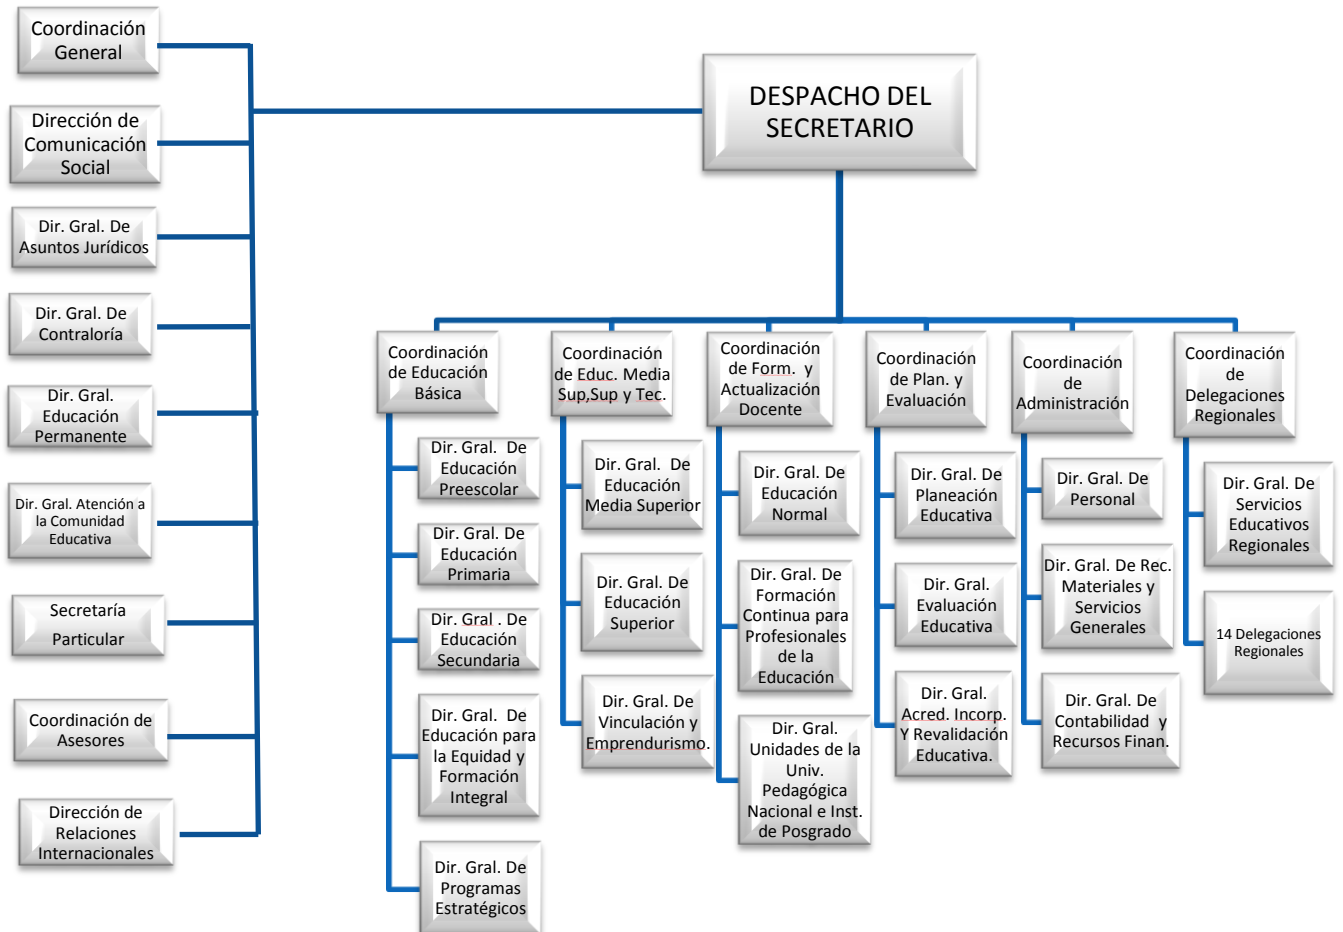 Coordinación
General
Dirección de
Comunicación
Social
Dir. Gral. De
Asuntos Jurídicos
Dir. Gral. De
Contraloría
Dir. Gral.
Educación
Permanente
Dir. Gral. Atención a
la Comunidad
Educativa
Secretaría
Particular
Coordinación de
Asesores
Dirección de
Relaciones
Internacionales
DESPACHO DEL
SECRETARIO
Coordinación
de Educación
Básica
Dir. Gral. De
Educación
Preescolar
Dir. Gral. De
Educación
Primaria
Dir. Gral . De
Educación
Secundaria
Dir. Gral. De
Educación para
la Equidad y
Formación
Integral
Dir. Gral. De
Programas
Estratégicos
Coordinación
de Educ. Media
Sup,Sup y Tec.
Dir. Gral. De
Educación
Media Superior
Dir. Gral. De
Educación
Superior
Dir. Gral. De
Vinculación y
Emprendurismo.
Coordinación
de Form. y
Actualización
Docente
Dir. Gral. De
Educación
Normal
Dir. Gral. De
Formación
Continua para
Profesionales
de la
Educación
Dir. Gral.
Unidades de la
Univ.
Pedagógica
Nacional e Inst.
de Posgrado
Coordinación
de Plan. y
Evaluación
Dir. Gral. De
Planeación
Educativa
Dir. Gral.
Evaluación
Educativa
Dir. Gral.
Acred. Incorp.
Y Revalidación
Educativa.
Coordinación
de
Administración
Dir. Gral. De
Personal
Dir. Gral. De Rec.
Materiales y
Servicios
Generales
Dir. Gral. De
Contabilidad y
Recursos Finan.
Coordinación
de
Delegaciones
Regionales
Dir. Gral. De
Servicios
Educativos
Regionales
14 Delegaciones
Regionales